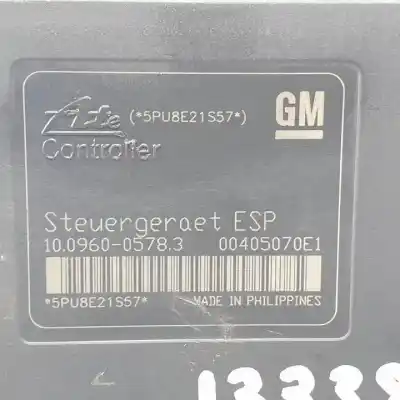 Ate (*5PU8E21S57*) GM
Controller
Steuergeraet ESP
10.0960-0578.3 00405070E1
*5PU8E21S57* MADE IN PHILIPPINES